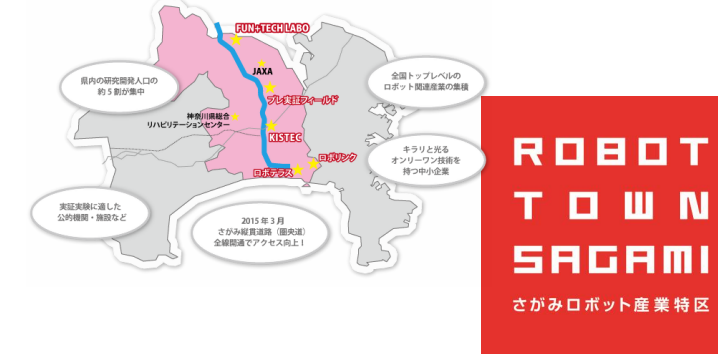 FUN+TECH LABO
JAXA
県内の研究開発人口の
約5割が集中
全国トップレベルの
ロボット関連産業の集積
プレ実証フィールド
神奈川県総合
リハビリテーションセンター
KISTEC
キラリと光る
オンリーワン技術を
持つ中小企業
ロボリンク
ロボテラス
実証実験に適した
公的機関・施設など
2015年3月
さがみ縦貫道路（圏央道）
全線開通でアクセス向上！
ROBOT
TOWN
SAGAMI
さがみロボット産業特区